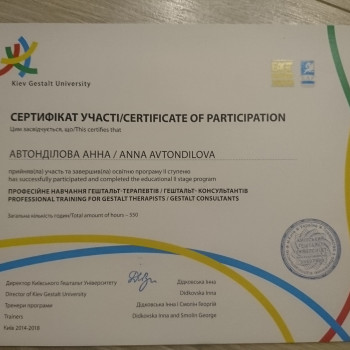 Kiev Gestalt University
СЕРТИФІКАТ УЧАСТІ/CERTIFICATE OF PARTICIPATION
Цим засвідчується, що/This certifies that
АВТОНДІЛОВА АННА / ANNA AVTONDILOVA
прийняв(ла) участь та завершив(ла) освітню програму ІІ ступеню
has successfully participated and completed the educational II stage program
ПРОФЕСІЙНЕ НАВЧАННЯ ГЕШТАЛЬТ-ТЕРАПЕВТІВ / ГЕШТАЛЬТ- КОНСУЛЬТАНТІВ
PROFESSIONAL TRAINING FOR GESTALT THERAPISTS / GESTALT CONSULTANTS
Загальна кількість годин/Total amount of hours – 550
Директор Київського Гештальт Університету Дідковська Інна
Director of Kiev Gestalt University Didkovska Inna
Тренери програми Дідковська Інна і Смолін Георгій
Trainers Didkovska Inna and Smolin George
Київ 2014-2018